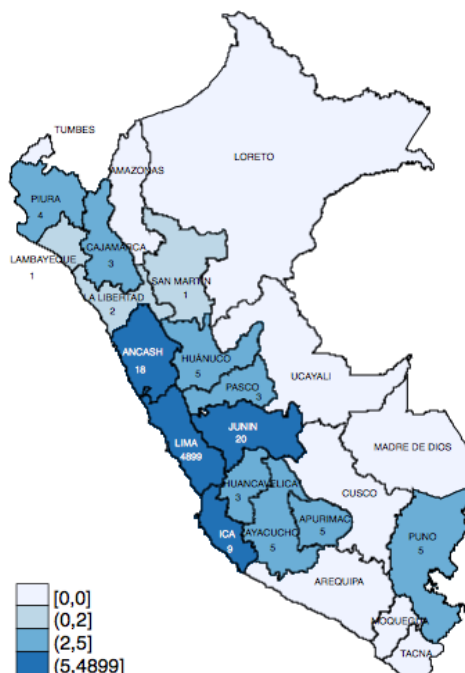 TUMBES
LORETO
AMAZONAS
PIURA
4
CAJAMARCA
3
LAMBAYEQUE
1
SAN MARTIN
1
LA LIBERTAD
2
ANCASH
18
HUÁNUCO
5
UCAYALI
PASCO
3
JUNIN
20
LIMA
4899
MADRE DE DIOS
HUANCAVELICA
3
CUSCO
APURIMAC
5
ICA
9
AYACUCHO
5
PUNO
5
AREQUIPA
MOQUEGUA
TACNA
[0,0]
(0,2]
(2,5]
(5,4899]